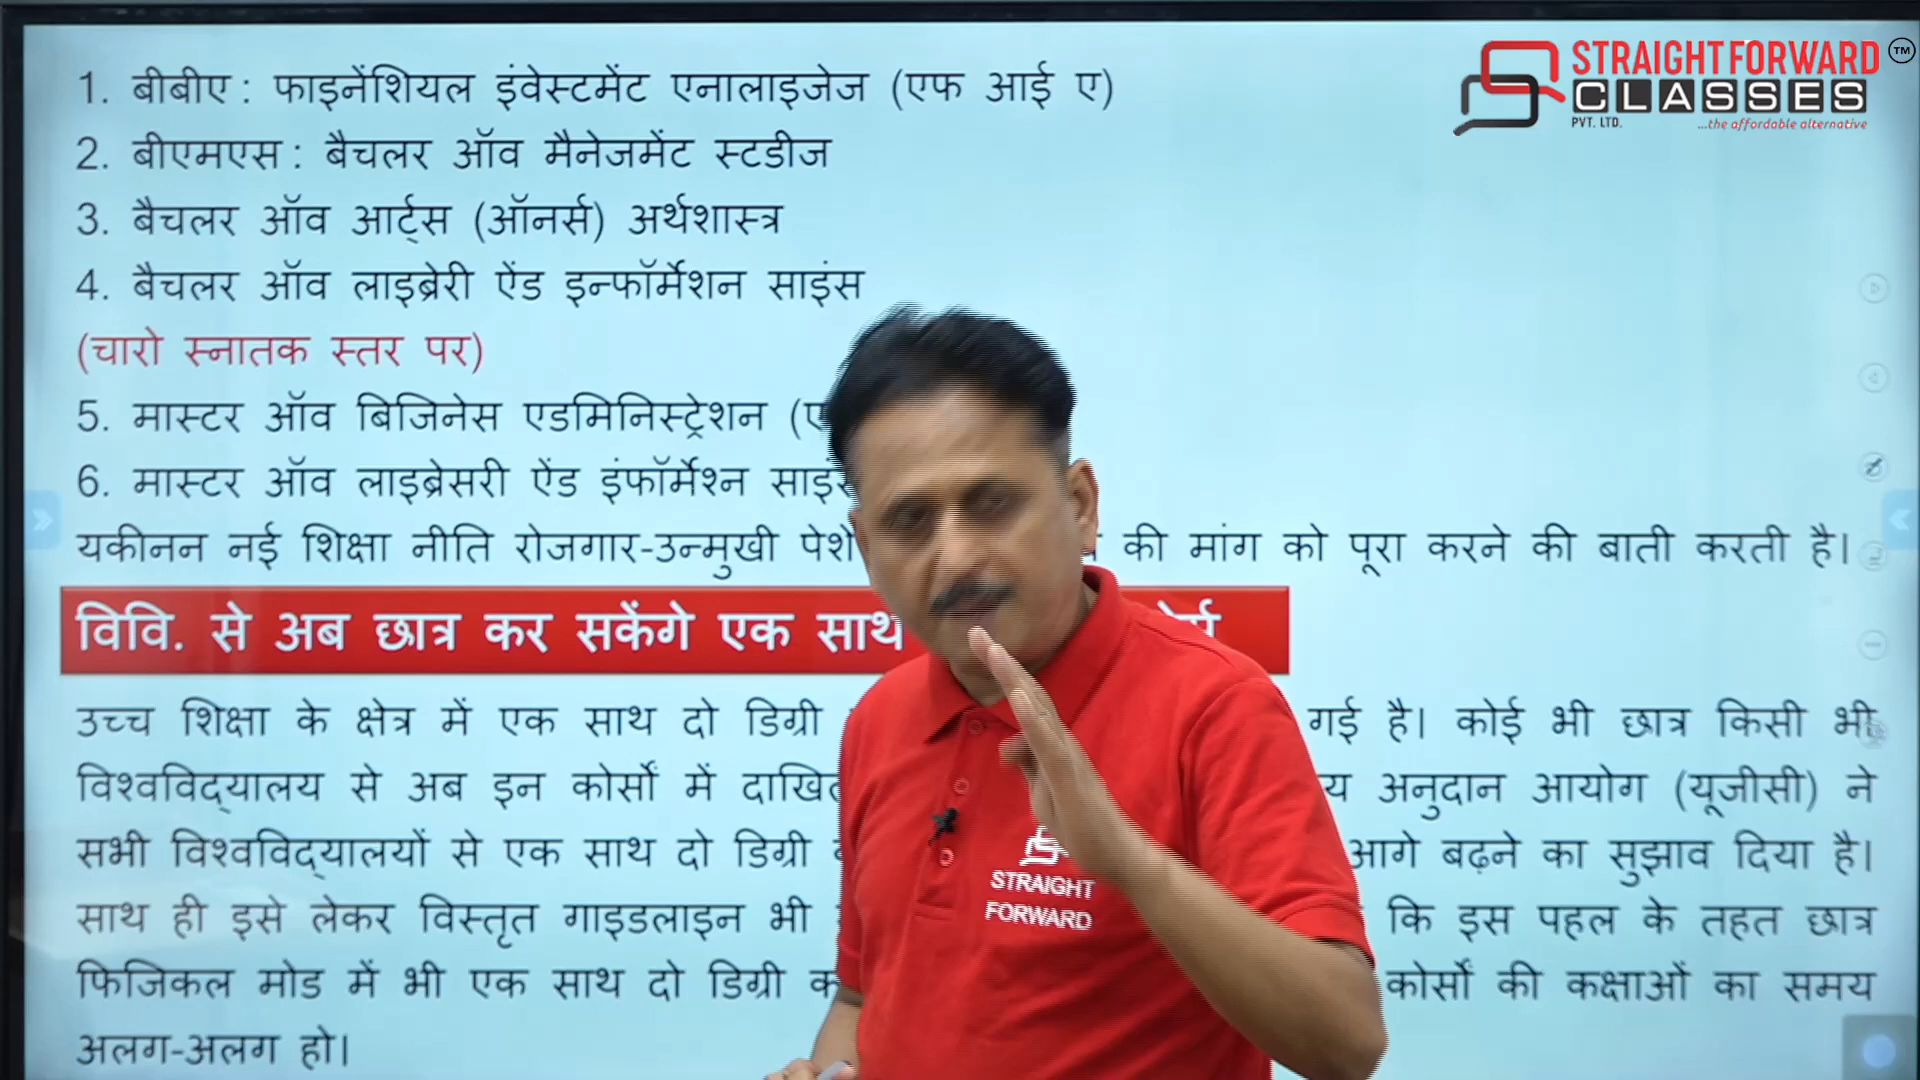 1. बीबीए : फाइनेंशियल इंवेस्टमेंट एनालाइजेज (एफ आई ए)
2. बीएमएस : बैचलर ऑव मैनेजमेंट स्टडीज
3. बैचलर ऑव आर्ट्स (ऑनर्स) अर्थशास्त्र
4. बैचलर ऑव लाइब्रेरी ऐंड इन्फॉर्मेशन साइंस
(चारो स्नातक स्तर पर)
5. मास्टर ऑव बिजिनेस एडमिनिस्ट्रेशन
6. मास्टर ऑव लाइब्रेसरी ऐंड इंफॉर्मेश्न
यकीनन नई शिक्षा नीति रोजगार-उन्मुखी की मांग को पूरा करने की बाती करती है।
विवि. से अब छात्र कर सकेंगे एक साथ
उच्च शिक्षा के क्षेत्र में एक साथ दो डिग्री गई है। कोई भी छात्र किसी भी
विश्वविद्यालय से अब इन कोर्सों में अनुदान आयोग (यूजीसी) ने
सभी विश्वविद्यालयों से एक साथ दो डिग्री आगे बढ़ने का सुझाव दिया है।
साथ ही इसे लेकर विस्तृत गाइडलाइन भी कि इस पहल के तहत छात्र
फिजिकल मोड में भी एक साथ दो डिग्री कोर्सों की कक्षाओं का समय
अलग-अलग हो।
STRAIGHT FORWARD TM
CLASSES
PVT. LTD. ...the affordable alternative
STRAIGHT
FORWARD